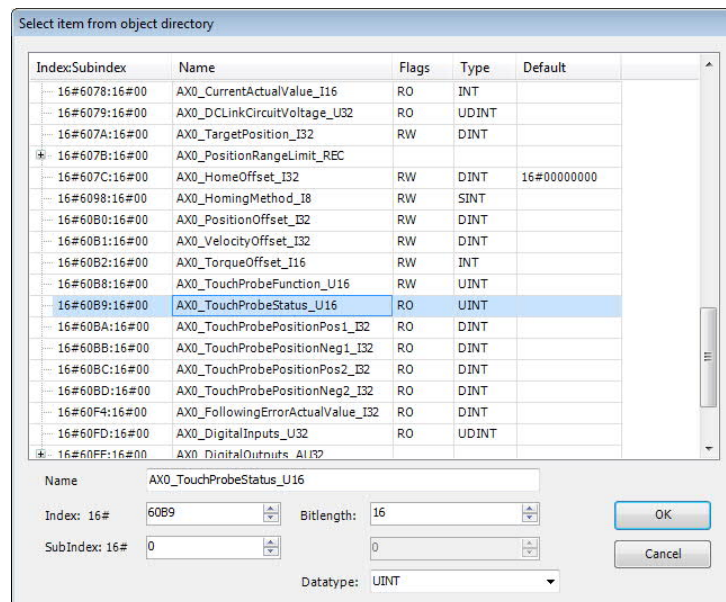 Select item from object directory
Index:Subindex Name Flags Type Default
16#6078:16#00 AX0_CurrentActualValue_I16 RO INT
16#6079:16#00 AX0_DCLinkCircuitVoltage_U32 RO UDINT
16#607A:16#00 AX0_TargetPosition_I32 RW DINT
16#607B:16#00 AX0_PositionRangeLimit_REC
16#607C:16#00 AX0_HomeOffset_I32 RW DINT 16#00000000
16#6098:16#00 AX0_HomingMethod_I8 RW SINT
16#60B0:16#00 AX0_PositionOffset_I32 RW DINT
16#60B1:16#00 AX0_VelocityOffset_I32 RW DINT
16#60B2:16#00 AX0_TorqueOffset_I16 RW INT
16#60B8:16#00 AX0_TouchProbeFunction_U16 RW UINT
16#60B9:16#00 AX0_TouchProbeStatus_U16 RO UINT
16#60BA:16#00 AX0_TouchProbePositionPos1_I32 RO DINT
16#60BB:16#00 AX0_TouchProbePositionNeg1_I32 RO DINT
16#60BC:16#00 AX0_TouchProbePositionPos2_I32 RO DINT
16#60BD:16#00 AX0_TouchProbePositionNeg2_I32 RO DINT
16#60F4:16#00 AX0_FollowingErrorActualValue_I32 RO DINT
16#60FD:16#00 AX0_DigitalInputs_U32 RO UDINT
16#60FE:16#00 AX0_DigitalOutputs_AU32
Name AX0_TouchProbeStatus_U16
Index: 16# 60B9 Bitlength: 16 OK
SubIndex: 16# 0 0 Cancel
Datatype: UINT